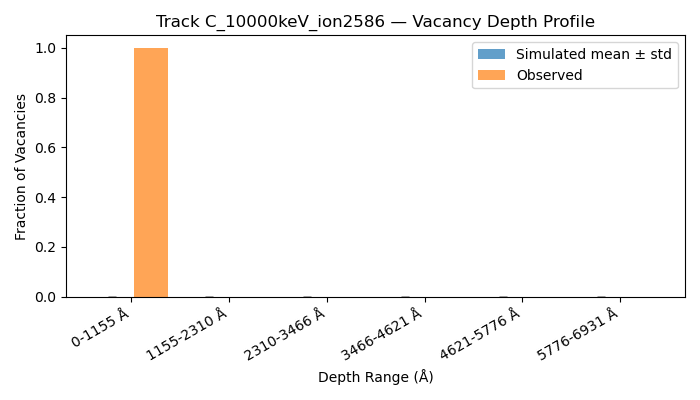 Track C_10000keV_ion2586 — Vacancy Depth Profile
Simulated mean ± std
Observed
Fraction of Vacancies
1.0
0.8
0.6
0.4
0.2
0.0
0-1155 Å
1155-2310 Å
2310-3466 Å
3466-4621 Å
4621-5776 Å
5776-6931 Å
Depth Range (Å)